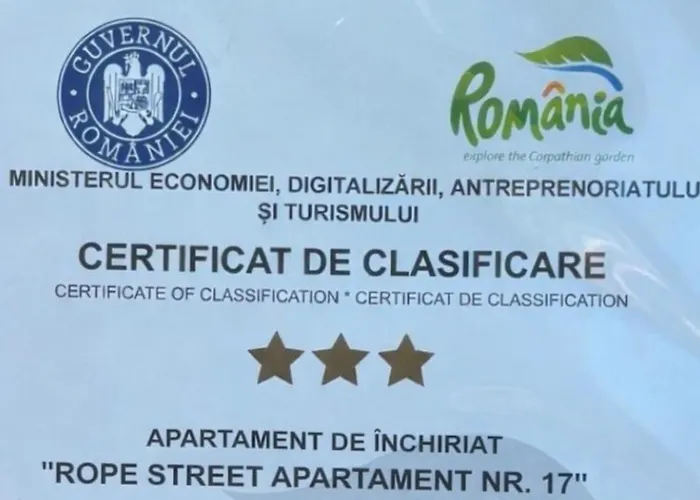 GUVERNUL
ROMÂNIEI
România
explore the Carpathian garden
MINISTERUL ECONOMIEI, DIGITALIZĂRII, ANTREPRENORIATULU
ȘI TURISMULUI
CERTIFICAT DE CLASIFICARE
CERTIFICATE OF CLASSIFICATION * CERTIFICAT DE CLASSIFICATION
APARTAMENT DE ÎNCHIRIAT
"ROPE STREET APARTAMENT NR. 17"